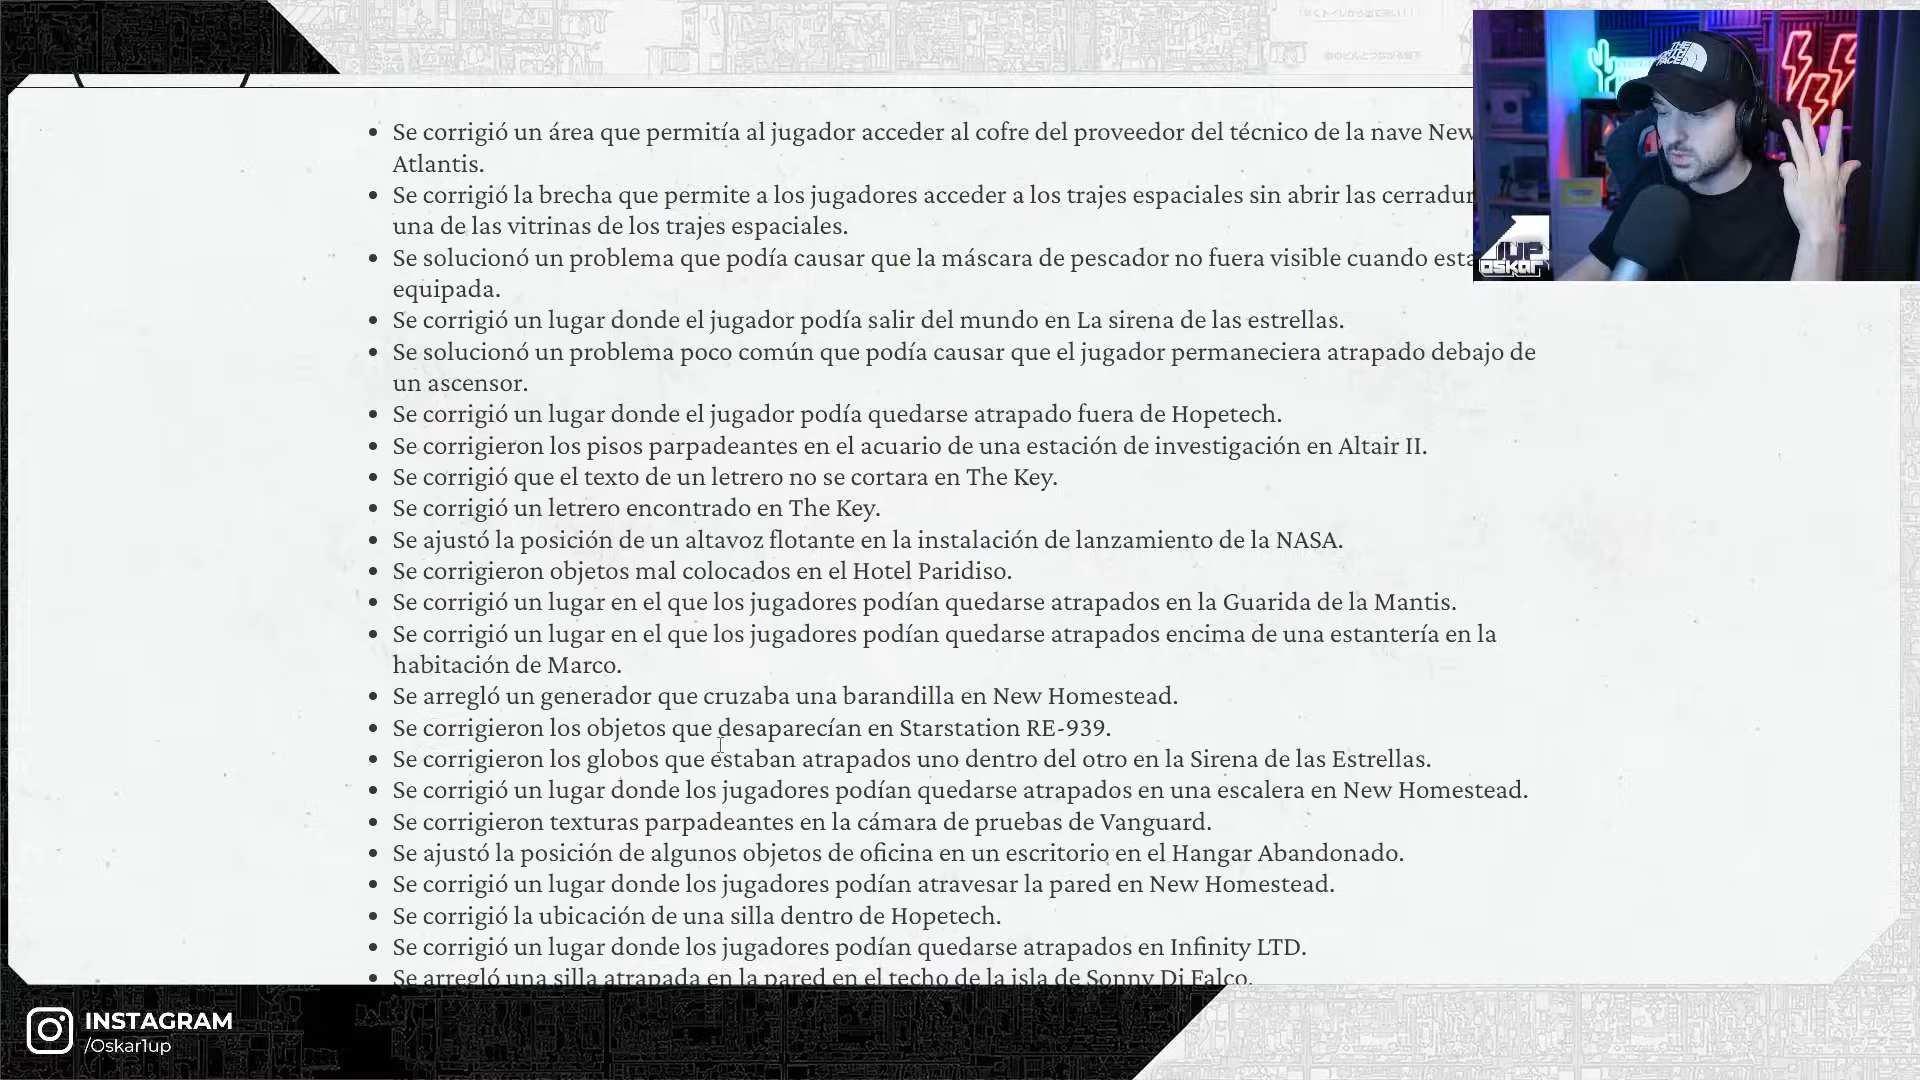 Se corrigió un área que permitía al jugador acceder al cofre del proveedor del técnico de la nave New
Atlantis.
Se corrigió la brecha que permite a los jugadores acceder a los trajes espaciales sin abrir las
una de las vitrinas de los trajes espaciales.
Se solucionó un problema que podía causar que la máscara de pescador no fuera visible cuando
equipada.
Se corrigió un lugar donde el jugador podía salir del mundo en La sirena de las estrellas.
Se solucionó un problema poco común que podía causar que el jugador permaneciera atrapado debajo de
un ascensor.
Se corrigió un lugar donde el jugador podía quedarse atrapado fuera de Hopetech.
Se corrigieron los pisos parpadeantes en el acuario de una estación de investigación en Altair II.
Se corrigió que el texto de un letrero no se cortara en The Key.
Se corrigió un letrero encontrado en The Key.
Se ajustó la posición de un altavoz flotante en la instalación de lanzamiento de la NASA.
Se corrigieron objetos mal colocados en el Hotel Paridiso.
Se corrigió un lugar en el que los jugadores podían quedarse atrapados en la Guarida de la Mantis.
Se corrigió un lugar en el que los jugadores podían quedarse atrapados encima de una estantería en la
habitación de Marco.
Se arregló un generador que cruzaba una barandilla en New Homestead.
Se corrigieron los objetos que desaparecían en Starstation RE-939.
Se corrigieron los globos que estaban atrapados uno dentro del otro en la Sirena de las Estrellas.
Se corrigió un lugar donde los jugadores podían quedarse atrapados en una escalera en New Homestead.
Se corrigieron texturas parpadeantes en la cámara de pruebas de Vanguard.
Se ajustó la posición de algunos objetos de oficina en un escritorio en el Hangar Abandonado.
Se corrigió un lugar donde los jugadores podían atravesar la pared en New Homestead.
Se corrigió la ubicación de una silla dentro de Hopetech.
Se corrigió un lugar donde los jugadores podían quedarse atrapados en Infinity LTD.
Se arregló una silla atrapada en la pared en el techo de la isla de Sonny Di Falco.
THE
NORTH
FACE
1UP
oskar
INSTAGRAM
/Oskar1up